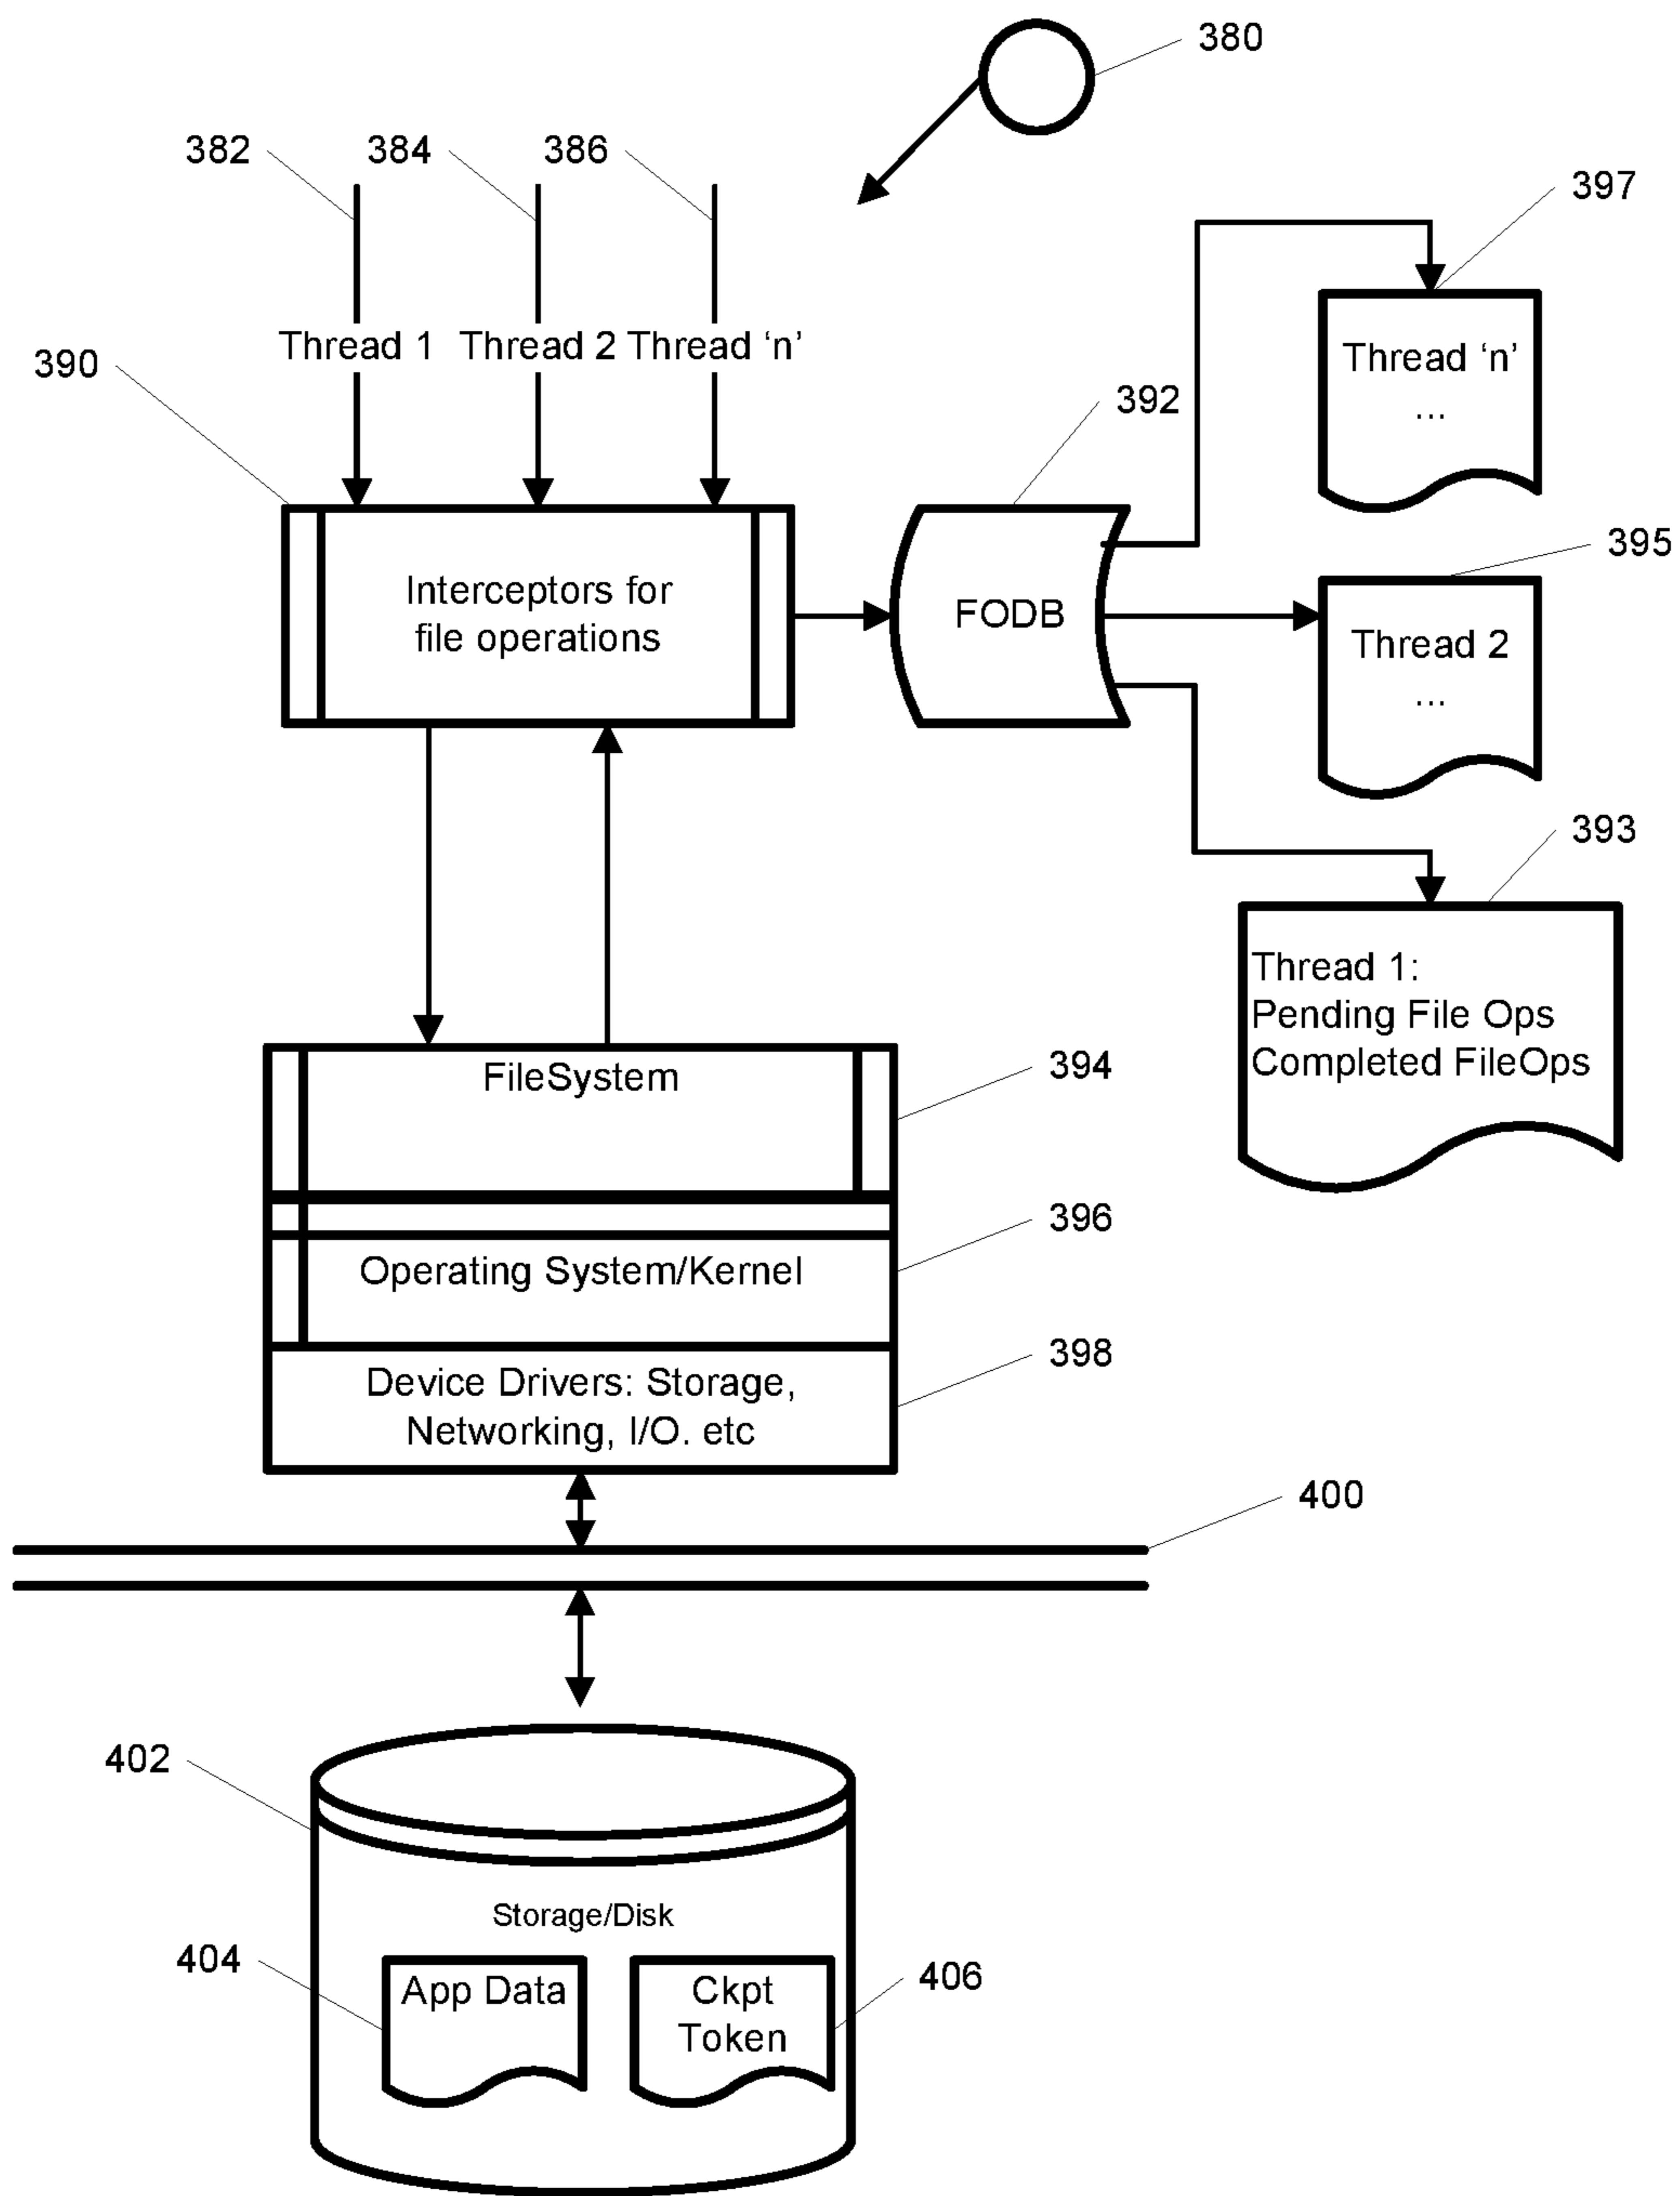 380
382
384
386
397
Thread 1
Thread 2
Thread ‘n’
390
Thread ‘n’
...
392
395
Interceptors for
file operations
FODB
Thread 2
...
393
Thread 1:
Pending File Ops
Completed FileOps
FileSystem
394
396
Operating System/Kernel
398
Device Drivers: Storage,
Networking, I/O. etc
400
402
Storage/Disk
404
App Data
Ckpt
Token
406